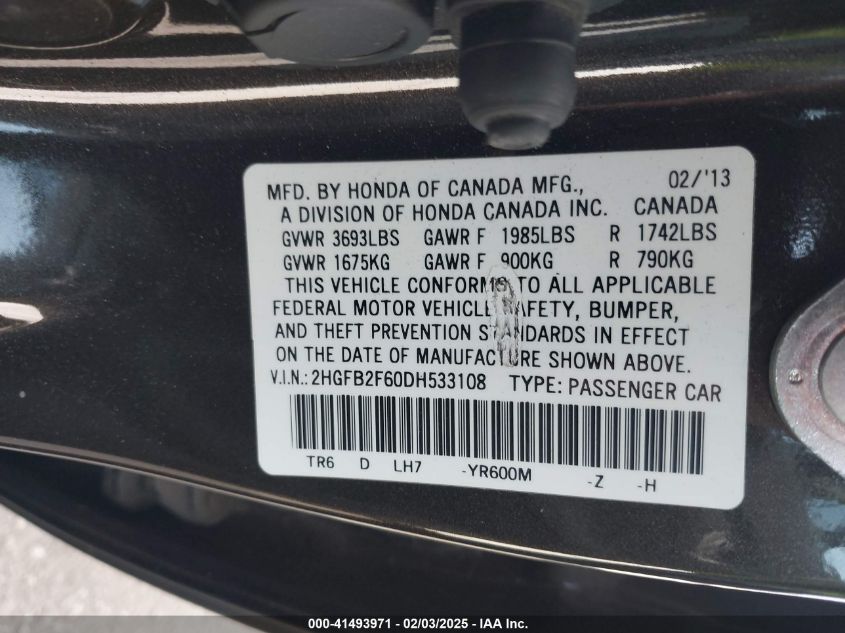 MFD. BY HONDA OF CANADA MFG., 02/'13
A DIVISION OF HONDA CANADA INC. CANADA
GVWR 3693LBS GAWR F 1985LBS R 1742LBS
GVWR 1675KG GAWR F 900KG R 790KG
THIS VEHICLE CONFORMS TO ALL APPLICABLE
FEDERAL MOTOR VEHICLE SAFETY, BUMPER,
AND THEFT PREVENTION STANDARDS IN EFFECT
ON THE DATE OF MANUFACTURE SHOWN ABOVE.
V.I.N.: 2HGFB2F60DH533108 TYPE: PASSENGER CAR
TR6 D LH7 -YR600M -Z -H
000-41493971 - 02/03/2025 - IAA Inc.